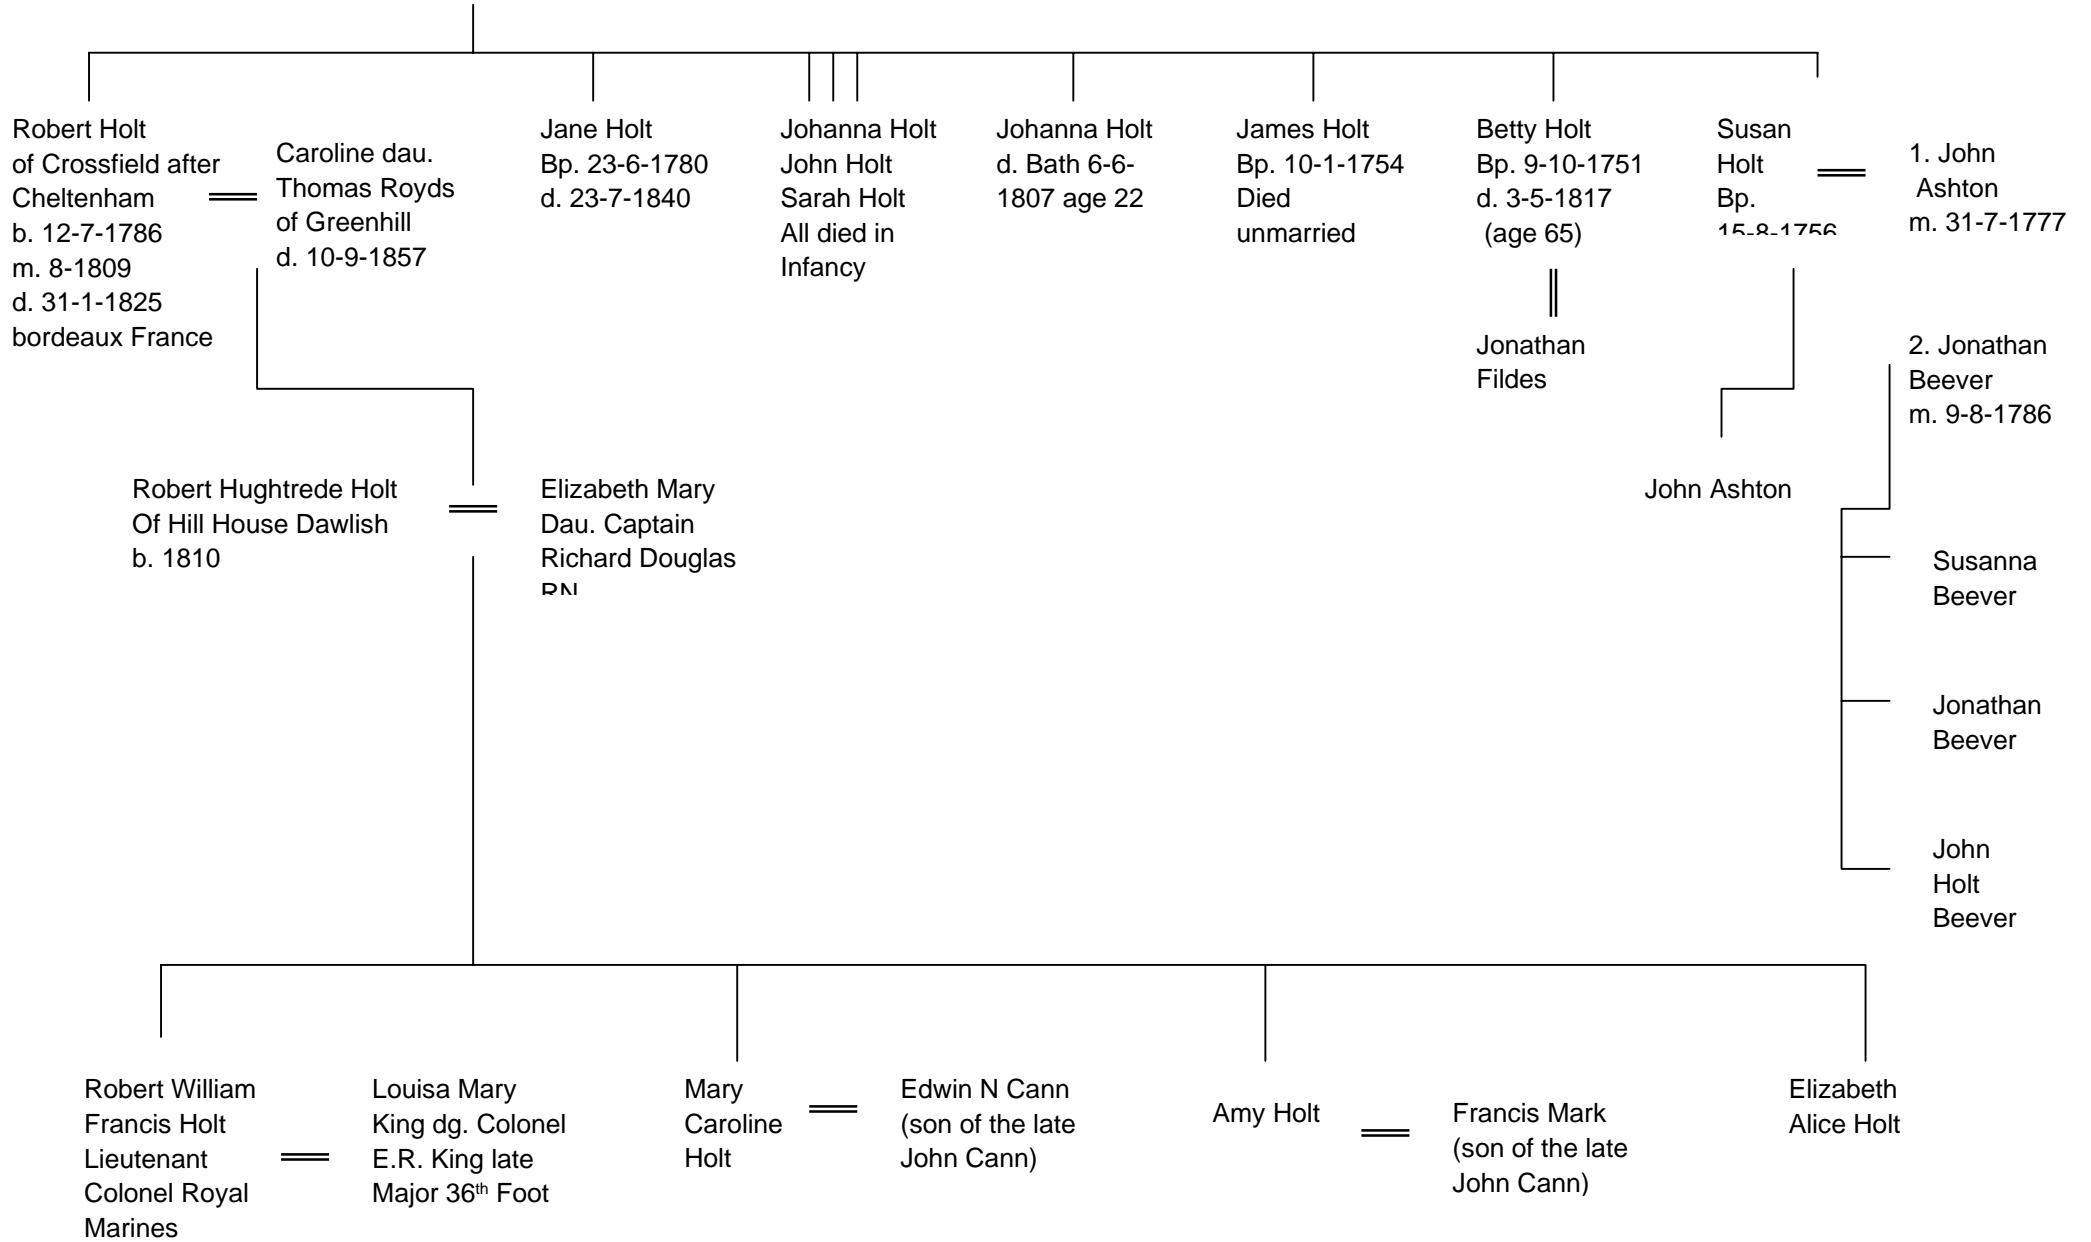 Robert Holt
of Crossfield after
Cheltenham
b. 12-7-1786
m. 8-1809
d. 31-1-1825
bordeaux France
Caroline dau.
Thomas Royds
of Greenhill
d. 10-9-1857
Jane Holt
Bp. 23-6-1780
d. 23-7-1840
Johanna Holt
John Holt
Sarah Holt
All died in
Infancy
Johanna Holt
d. Bath 6-6-
1807 age 22
James Holt
Bp. 10-1-1754
Died
unmarried
Betty Holt
Bp. 9-10-1751
d. 3-5-1817
(age 65)
Jonathan
Fildes
Susan
Holt
Bp.
15-8-1756
1. John
Ashton
m. 31-7-1777
2. Jonathan
Beever
m. 9-8-1786
Robert Hughtrede Holt
Of Hill House Dawlish
b. 1810
Elizabeth Mary
Dau. Captain
Richard Douglas
RN
John Ashton
Susanna
Beever
Jonathan
Beever
John
Holt
Beever
Robert William
Francis Holt
Lieutenant
Colonel Royal
Marines
Louisa Mary
King dg. Colonel
E.R. King late
Major 36th Foot
Mary
Caroline
Holt
Edwin N Cann
(son of the late
John Cann)
Amy Holt
Francis Mark
(son of the late
John Cann)
Elizabeth
Alice Holt